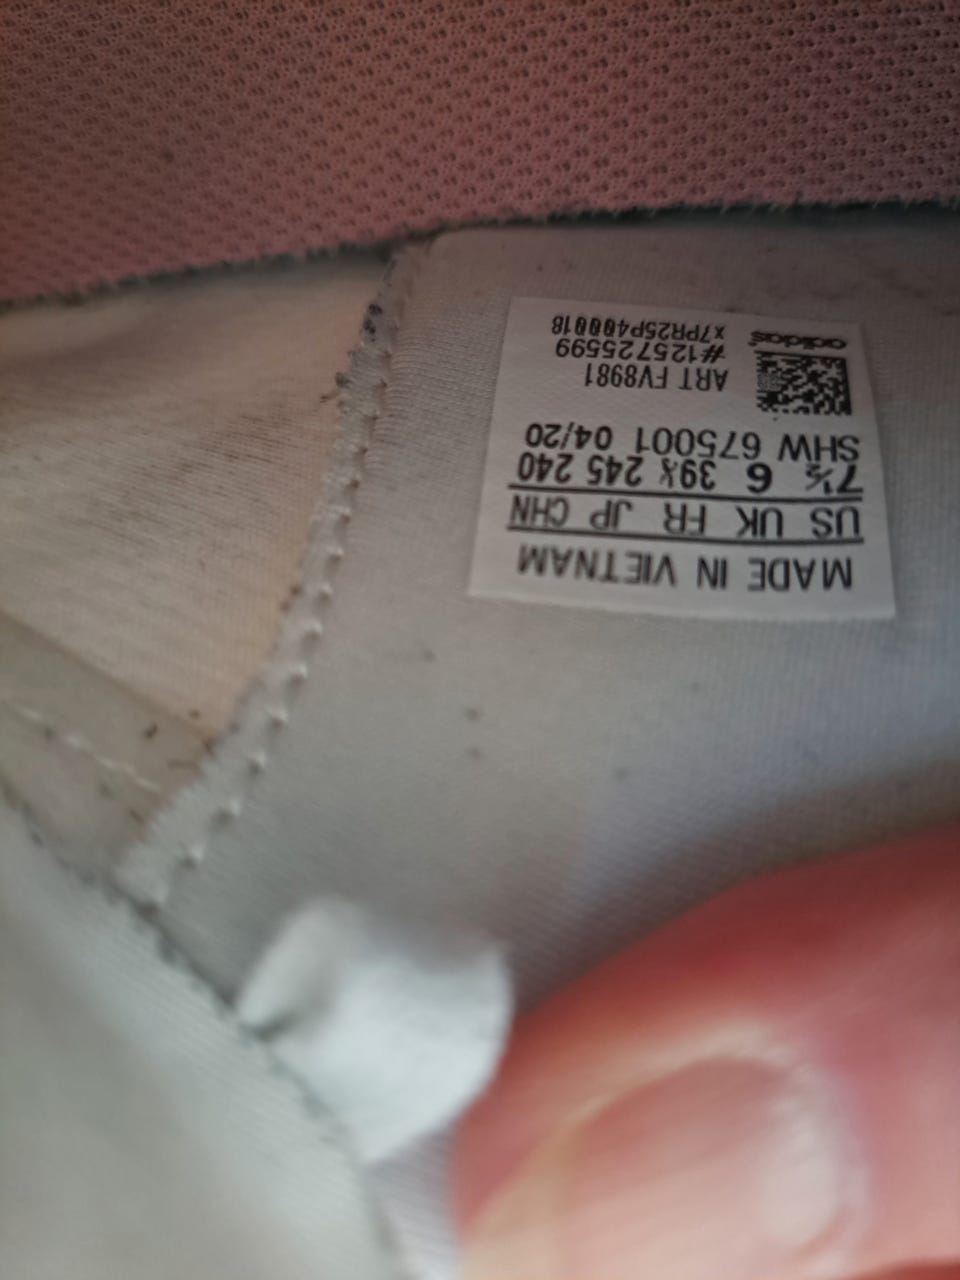 MADE IN VIETNAM
US UK FR JP CHN
7½ 6 39⅓ 245 240
SHW 675001 04/20
ART FV8981
#125725599
x7PR25P400018
adidas